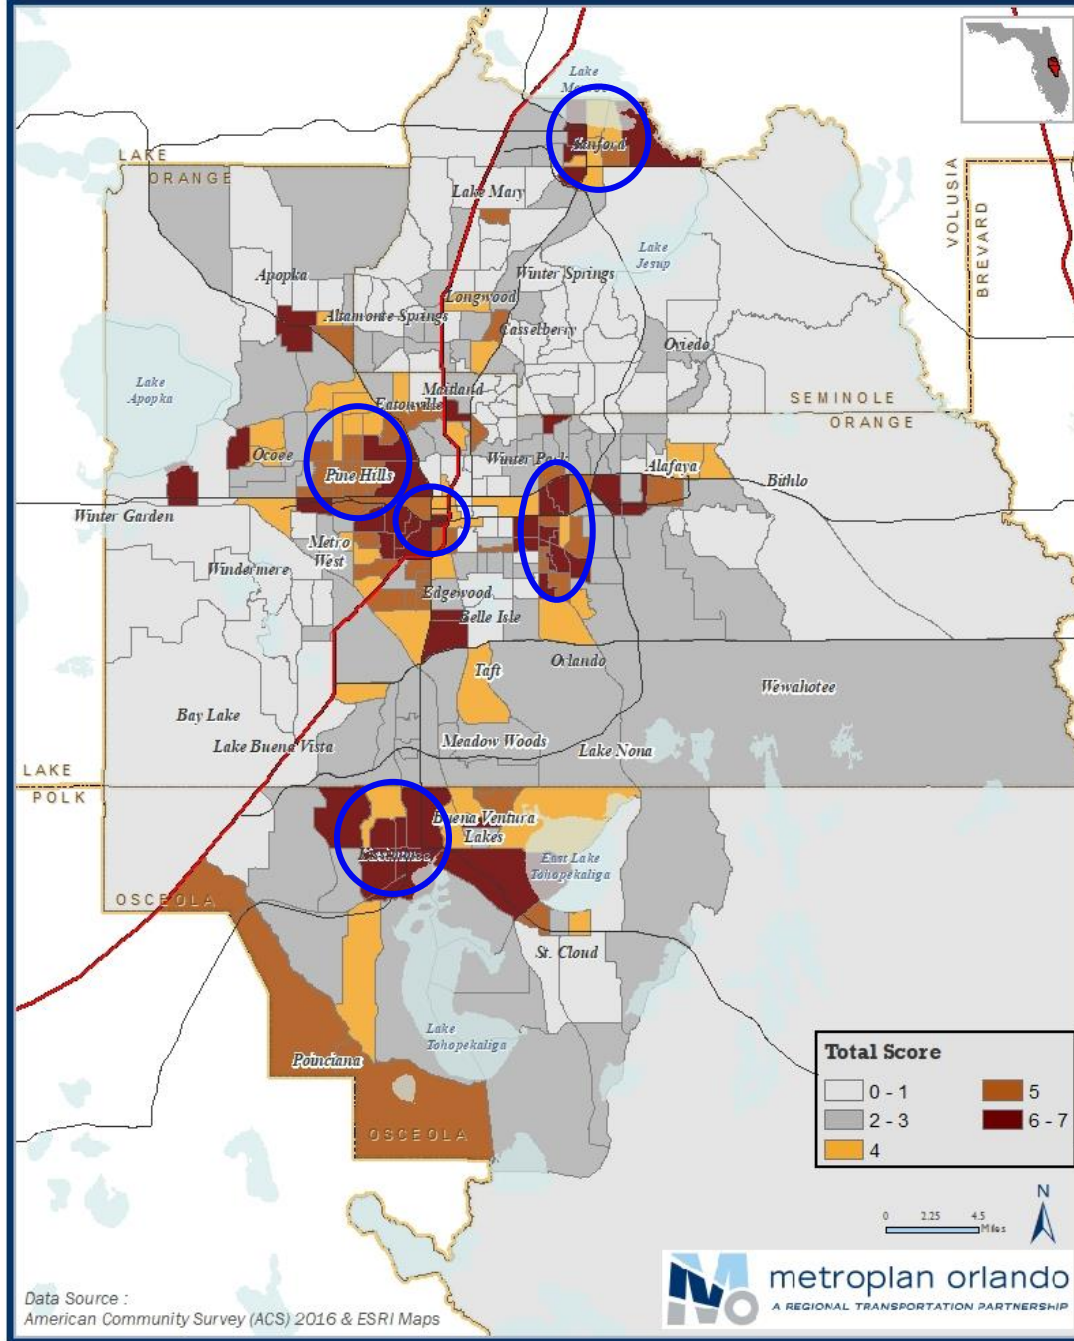 Lake
Sanford
LAKE
ORANGE
Lake Mary
VOLUSIA
BREVARD
Lake
Jesup
Winter Springs
Apopka
Longwood
Altamonte Springs
Casselberry
Oviedo
Lake
Apopka
Maitland
Eatonville
SEMINOLE
ORANGE
Ocoee
Pine Hills
Winter Park
Alafaya
Bithlo
Winter Garden
Metro
West
Windermere
Edgewood
Belle Isle
Orlando
Taft
Wewahotee
Bay Lake
Lake Buena Vista
Meadow Woods
Lake Nona
LAKE
POLK
Buena Ventura
Lakes
East Lake
Tohopekaliga
OSCEOLA
St. Cloud
Lake
Tohopekaliga
Poinciana
OSCEOLA
Total Score
0 - 1
2 - 3
4
5
6 - 7
N
0 2.25 4.5
Miles
metroplan orlando
A REGIONAL TRANSPORTATION PARTNERSHIP
Data Source :
American Community Survey (ACS) 2016 & ESRI Maps